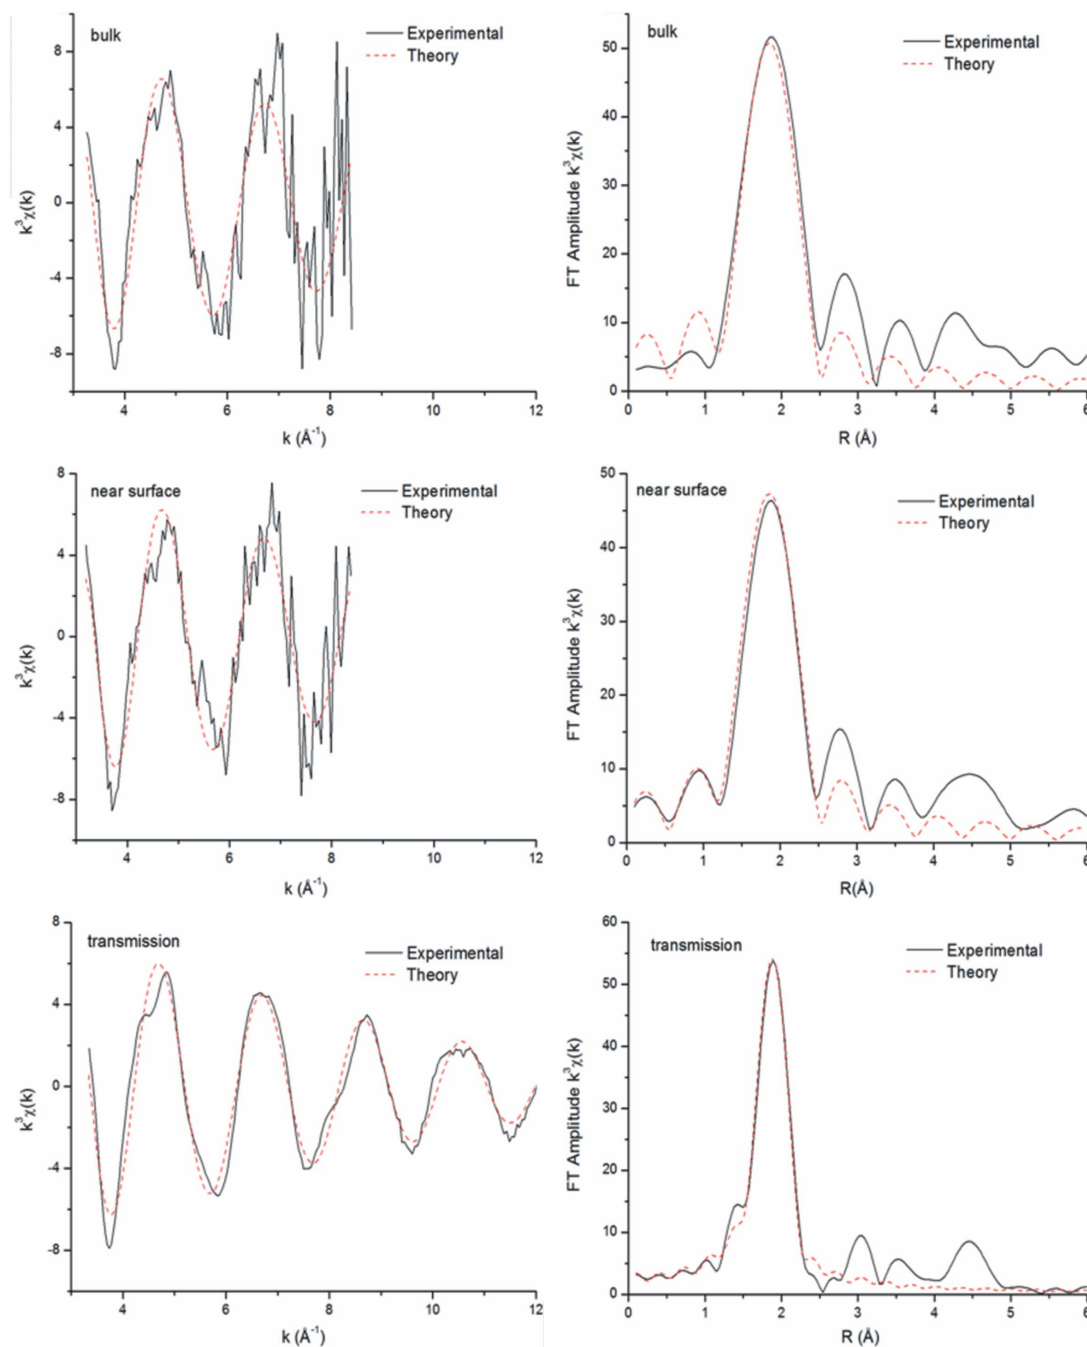 bulk
Experimental
Theory
k³χ(k)
8
4
0
-4
-8
4 6 8 10 12
k (Å⁻¹)
bulk
Experimental
Theory
FT Amplitude k³χ(k)
50
50
20
10
0
0 1 2 3 4 5 6
R (Å)
near surface
Experimental
Theory
k³χ(k)
8
4
0
-4
-8
4 6 8 10 12
k (Å⁻¹)
near surface
Experimental
Theory
FT Amplitude k³χ(k)
50
40
30
20
10
0
0 1 2 3 4 5 6
R(Å)
transmission
Experimental
Theory
k³χ(k)
8
4
0
-4
-8
4 6 8 10 12
k (Å⁻¹)
transmission
Experimental
Theory
FT Amplitude k³χ(k)
60
50
40
30
20
10
0
0 1 2 3 4 5 6
R (Å)